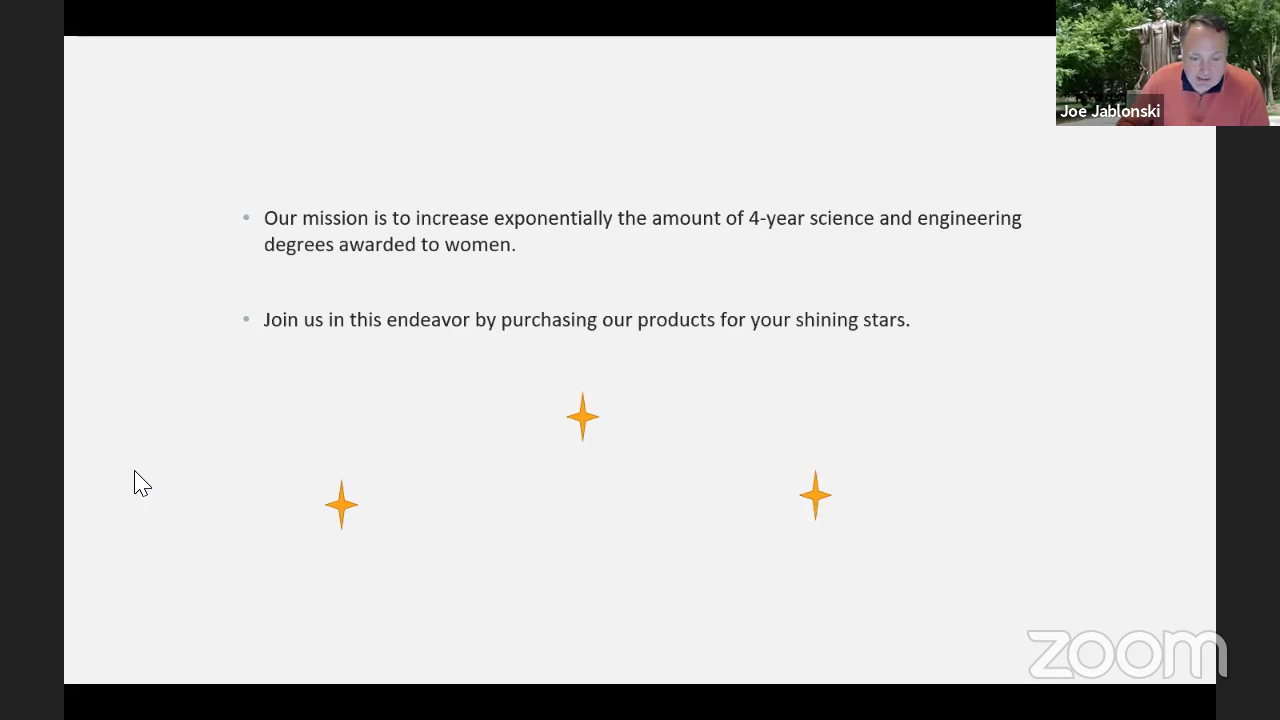 Joe Jablonski
• Our mission is to increase exponentially the amount of 4-year science and engineering
degrees awarded to women.
• Join us in this endeavor by purchasing our products for your shining stars.
zoom